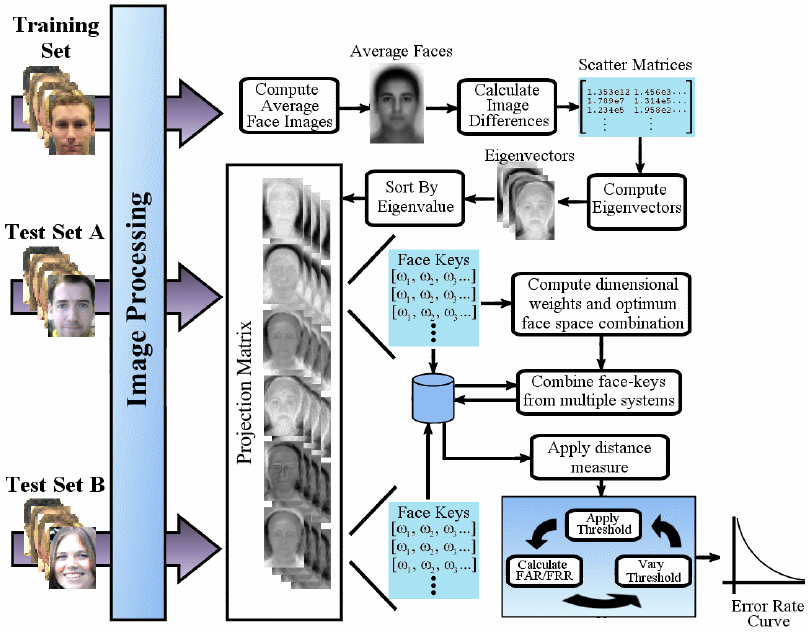 Training
Set
Average Faces
Scatter Matrices
Compute
Average
Face Images
Calculate
Image
Differences
1.353e12 1.456e3...
1.789e7 1.314e5...
1.234e5 1.958e2...
⋮ ⋮
Eigenvectors
Sort By
Eigenvalue
Compute
Eigenvectors
Test Set A
Image Processing
Projection Matrix
Face Keys
[ω1, ω2, ω3...]
[ω1, ω2, ω3...]
[ω1, ω2, ω3...]
⋮
Compute dimensional
weights and optimum
face space combination
Combine face-keys
from multiple systems
Apply distance
measure
Test Set B
Face Keys
[ω1, ω2, ω3...]
[ω1, ω2, ω3...]
[ω1, ω2, ω3...]
⋮
Apply
Threshold
Calculate
FAR/FRR
Vary
Threshold
Error Rate
Curve